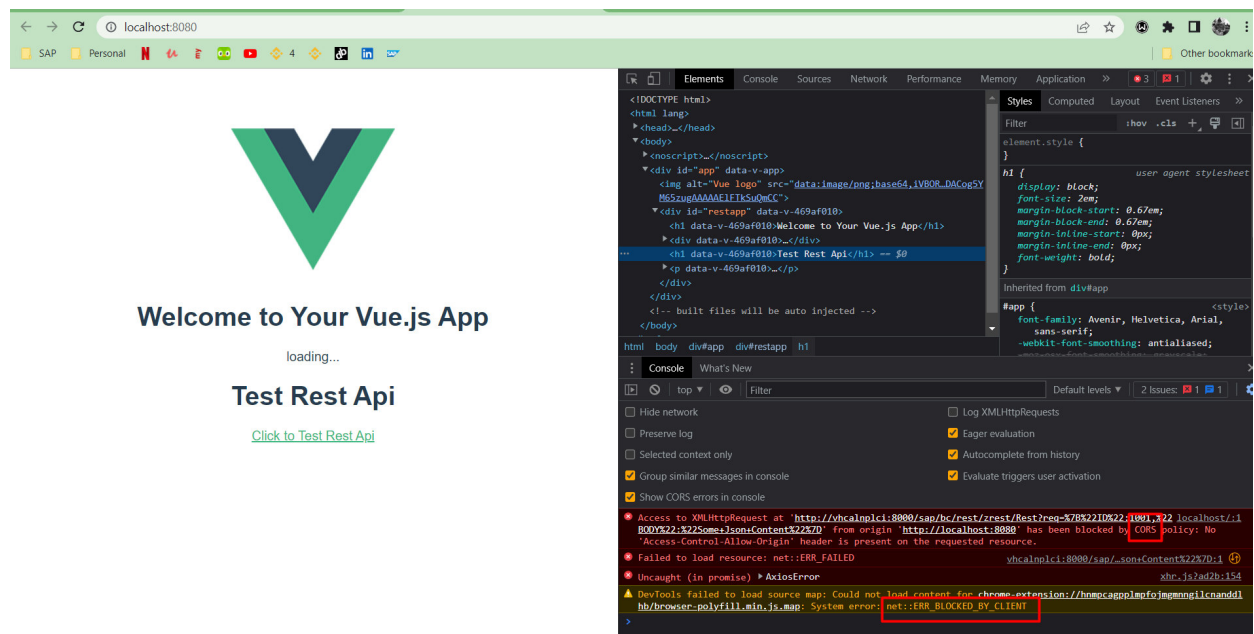 localhost:8080
SAP Personal 4 Other bookmarks
Elements Console Sources Network Performance Memory Application » 3 1
<!DOCTYPE html>
<html lang>
<head>…</head>
<body>
<noscript>…</noscript>
<div id="app" data-v-app>
<img alt="Vue logo" src="data:image/png;base64,iVBOR…DACog5Y
M65zugAAAAAElFTkSuQmCC">
<div id="restapp" data-v-469af010>
<h1 data-v-469af010>Welcome to Your Vue.js App</h1>
<div data-v-469af010>…</div>
<h1 data-v-469af010>Test Rest Api</h1> == $0
<p data-v-469af010>…</p>
</div>
</div>
<!-- built files will be auto injected -->
</body>
html body div#app div#restapp h1
Styles Computed Layout Event Listeners »
Filter :hov .cls +
element.style {
}
h1 { user agent stylesheet
display: block;
font-size: 2em;
margin-block-start: 0.67em;
margin-block-end: 0.67em;
margin-inline-start: 0px;
margin-inline-end: 0px;
font-weight: bold;
}
Inherited from div#app
#app { <style>
font-family: Avenir, Helvetica, Arial,
sans-serif;
-webkit-font-smoothing: antialiased;
Welcome to Your Vue.js App
loading...
Test Rest Api
Click to Test Rest Api
Console What's New
top ▼ Filter Default levels ▼ 2 Issues: 1 1
Hide network Log XMLHttpRequests
Preserve log Eager evaluation
Selected context only Autocomplete from history
Group similar messages in console Evaluate triggers user activation
Show CORS errors in console
Access to XMLHttpRequest at 'http://vhcalnplci:8000/sap/bc/rest/zrest/Rest?req=%7B%22ID%22:1001,%22 localhost/:1
BODY%22:%22Some+Json+Content%22%7D' from origin 'http://localhost:8080' has been blocked by CORS policy: No
'Access-Control-Allow-Origin' header is present on the requested resource.
Failed to load resource: net::ERR_FAILED vhcalnplci:8000/sap/…son+Content%22%7D:1
Uncaught (in promise) ▶AxiosError xhr.js?ad2b:154
DevTools failed to load source map: Could not load content for chrome-extension://hnmpcagpplmpfojmgmnngilcnanddl
hb/browser-polyfill.min.js.map: System error: net::ERR_BLOCKED_BY_CLIENT